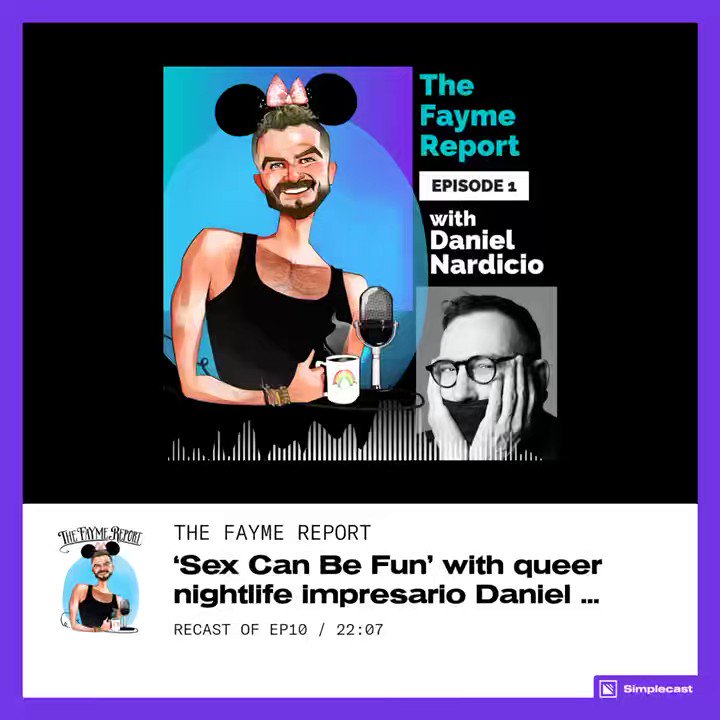 The
Fayme
Report
EPISODE 1
with
Daniel
Nardicio
THE FAYME REPORT
THE FAYME REPORT
‘Sex Can Be Fun’ with queer
nightlife impresario Daniel ...
RECAST OF EP10 / 22:07
Simplecast